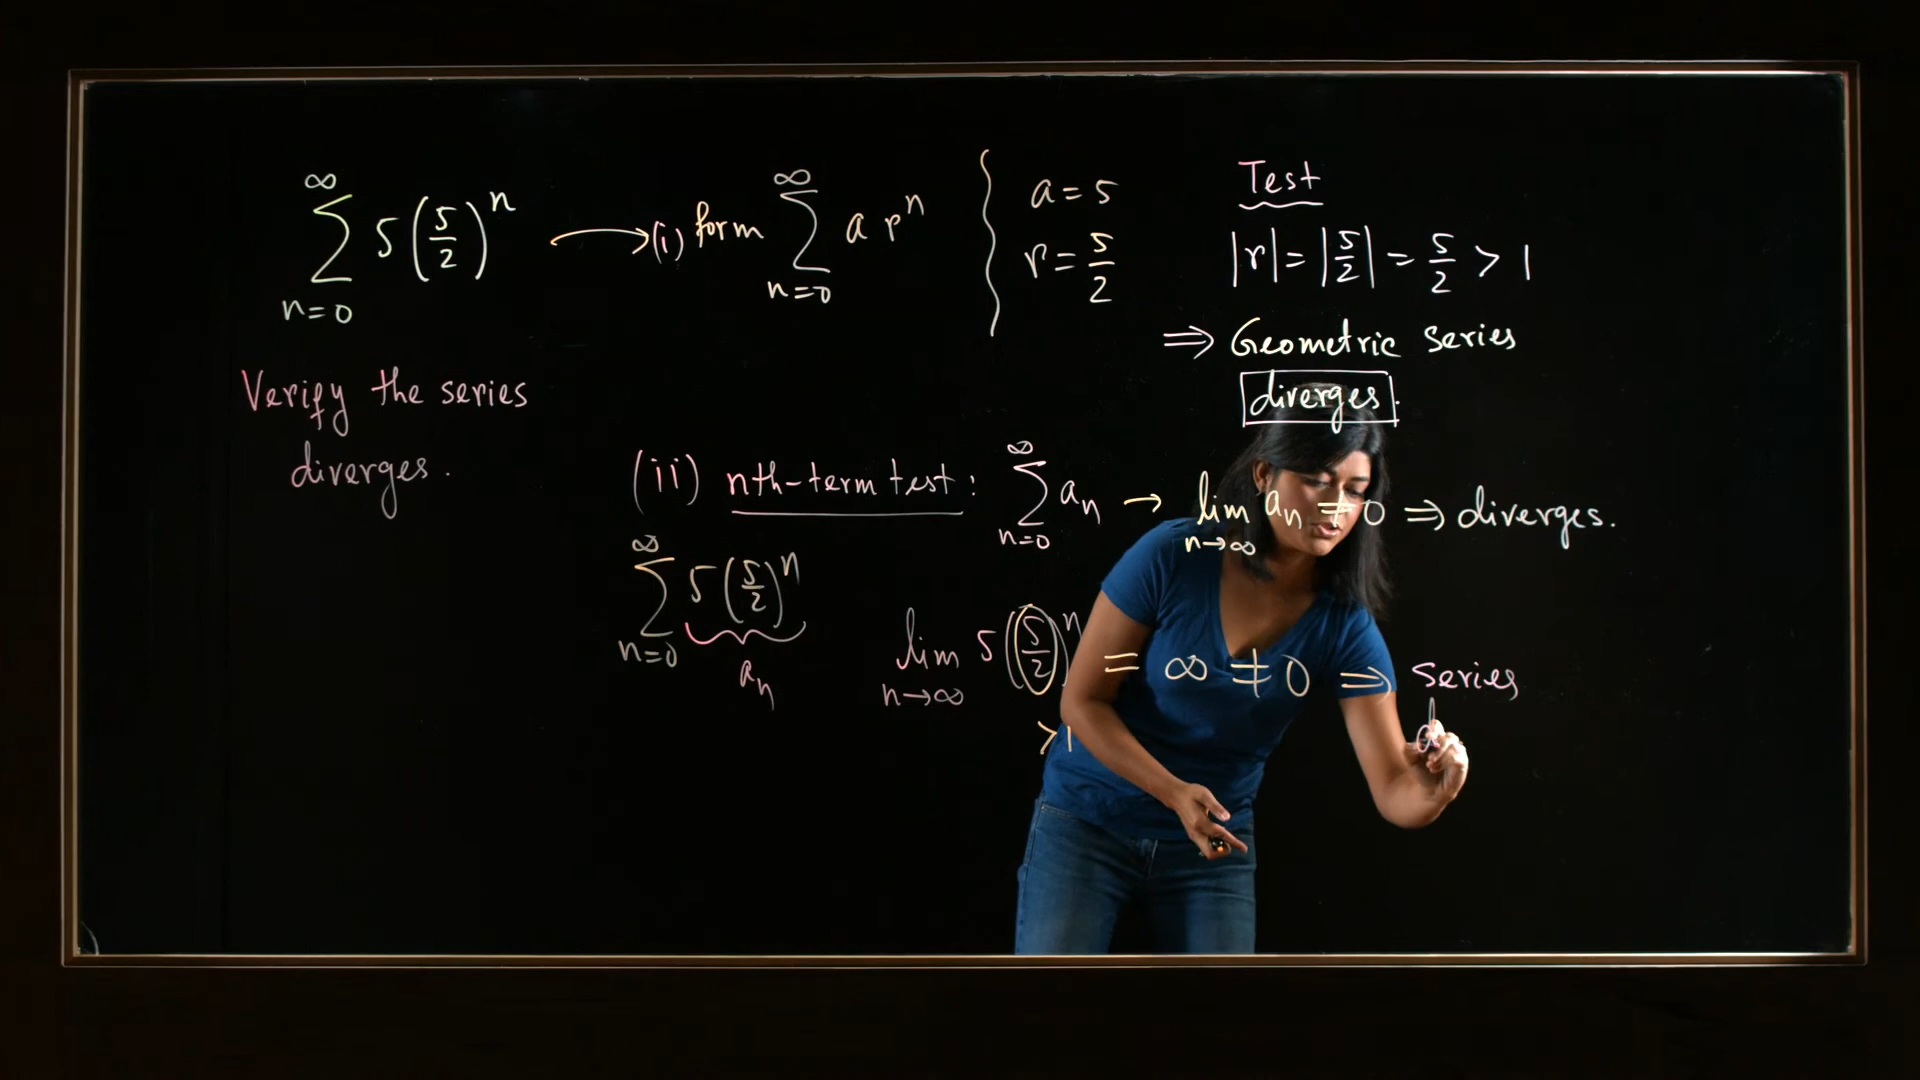 ∞
∑ 5(5/2)^n → (i) form ∑_{n=0}^{∞} a r^n
n=0
a = 5
r = 5/2
Test
|r| = |5/2| = 5/2 > 1
⇒ Geometric series
diverges.
Verify the series
diverges.
(ii) nth-term test: ∑_{n=0}^{∞} a_n → lim_{n→∞} a_n ≠ 0 ⇒ diverges.
∑_{n=0}^{∞} 5(5/2)^n
a_n
lim_{n→∞} 5(5/2)^n = ∞ ≠ 0 ⇒ series
>1
d